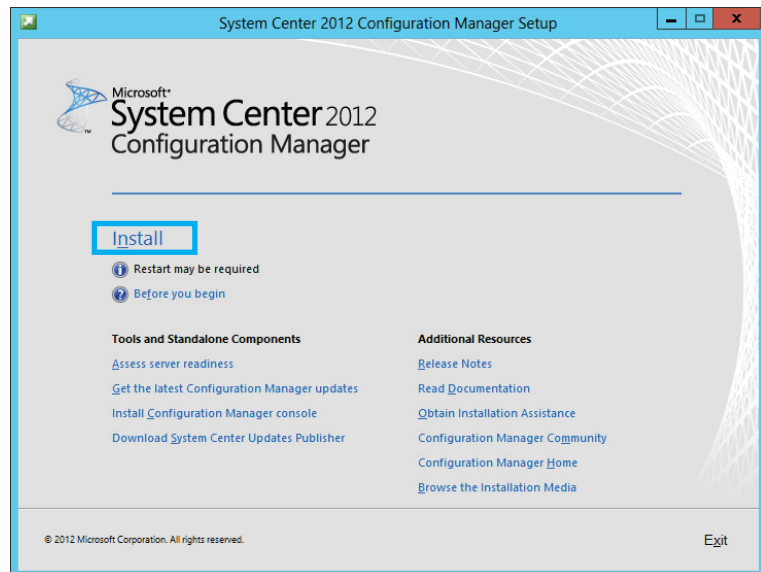 System Center 2012 Configuration Manager Setup
Microsoft®
System Center 2012
Configuration Manager
Install
Restart may be required
Before you begin
Tools and Standalone Components
Assess server readiness
Get the latest Configuration Manager updates
Install Configuration Manager console
Download System Center Updates Publisher
Additional Resources
Release Notes
Read Documentation
Obtain Installation Assistance
Configuration Manager Community
Configuration Manager Home
Browse the Installation Media
© 2012 Microsoft Corporation. All rights reserved.
Exit